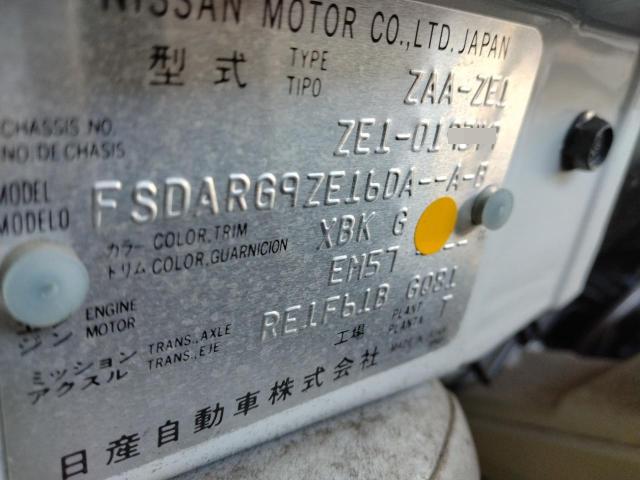 NISSAN MOTOR CO.,LTD.JAPAN
型式 TYPE TIPO ZAA-ZE1
CHASSIS NO. NO.DE CHASIS ZE1-01
MODEL MODELO FSDARG9ZE16DA--A-B
カラー トリム COLOR,TRIM COLOR,GUARNICION XBK G
ジン ENGINE MOTOR EM57
ミッション アクスル TRANS.,AXLE TRANS.,EJE RE1F61B G081
工場 PLANT PLANTA T
日産自動車株式会社 MADE IN